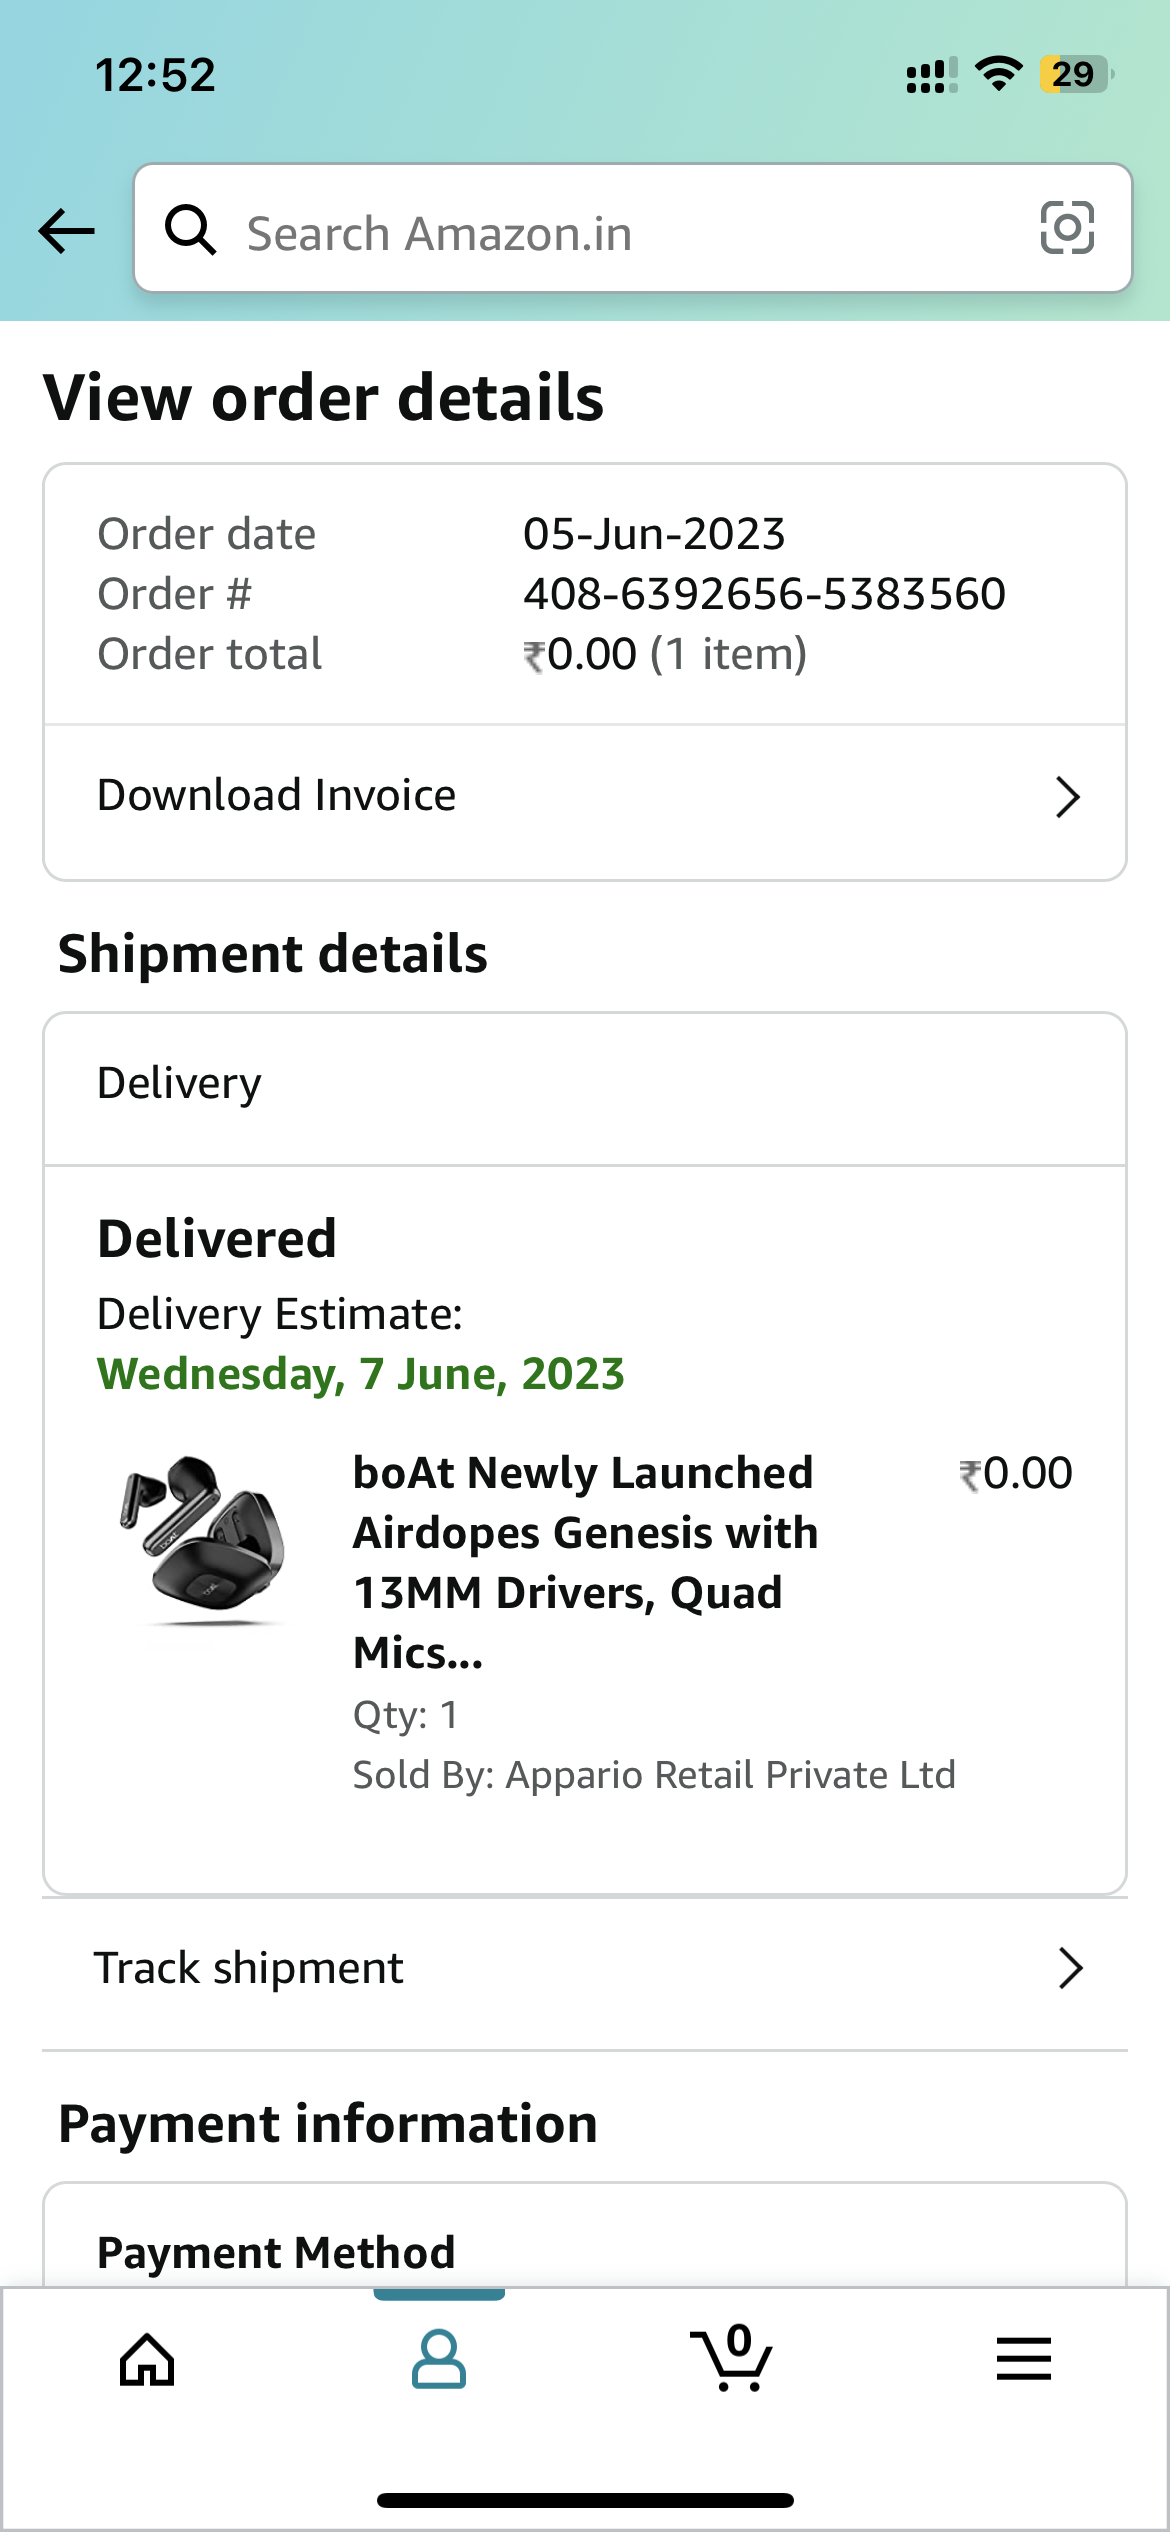 12:52
29
Search Amazon.in
View order details
Order date 05-Jun-2023
Order # 408-6392656-5383560
Order total ₹0.00 (1 item)
Download Invoice
Shipment details
Delivery
Delivered
Delivery Estimate:
Wednesday, 7 June, 2023
boAt Newly Launched ₹0.00
Airdopes Genesis with
13MM Drivers, Quad
Mics...
Qty: 1
Sold By: Appario Retail Private Ltd
Track shipment
Payment information
Payment Method
0